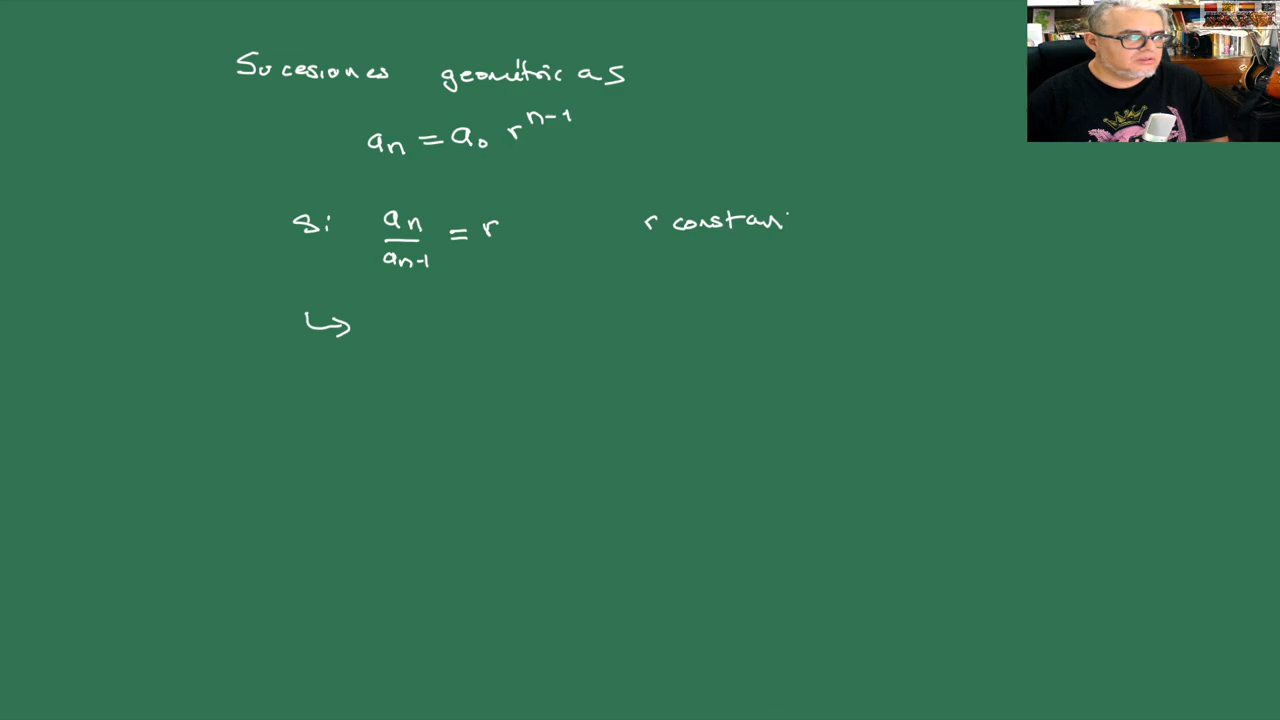 Sucesiones geométricas
aₙ = a₀ rⁿ⁻¹
Si aₙ/aₙ₋₁ = r r constan
↳